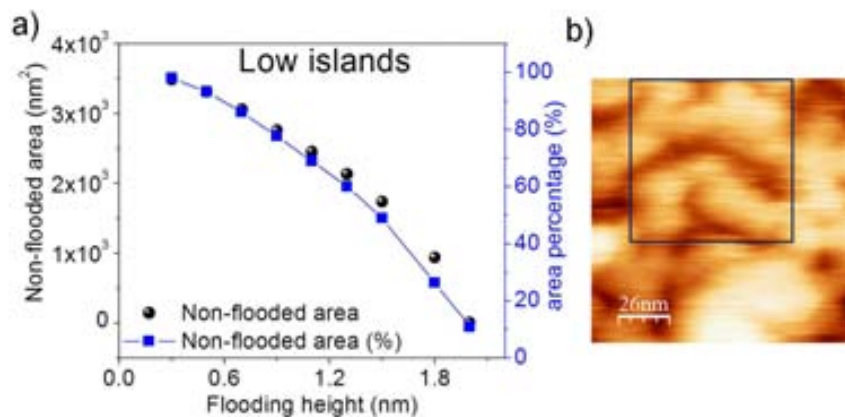 a)
Low islands
4x10³
3x10³
2x10³
1x10³
0
Non-flooded area (nm²)
100
80
60
40
20
0
area percentage (%)
Non-flooded area
Non-flooded area (%)
0.0 0.6 1.2 1.8
Flooding height (nm)
b)
26nm